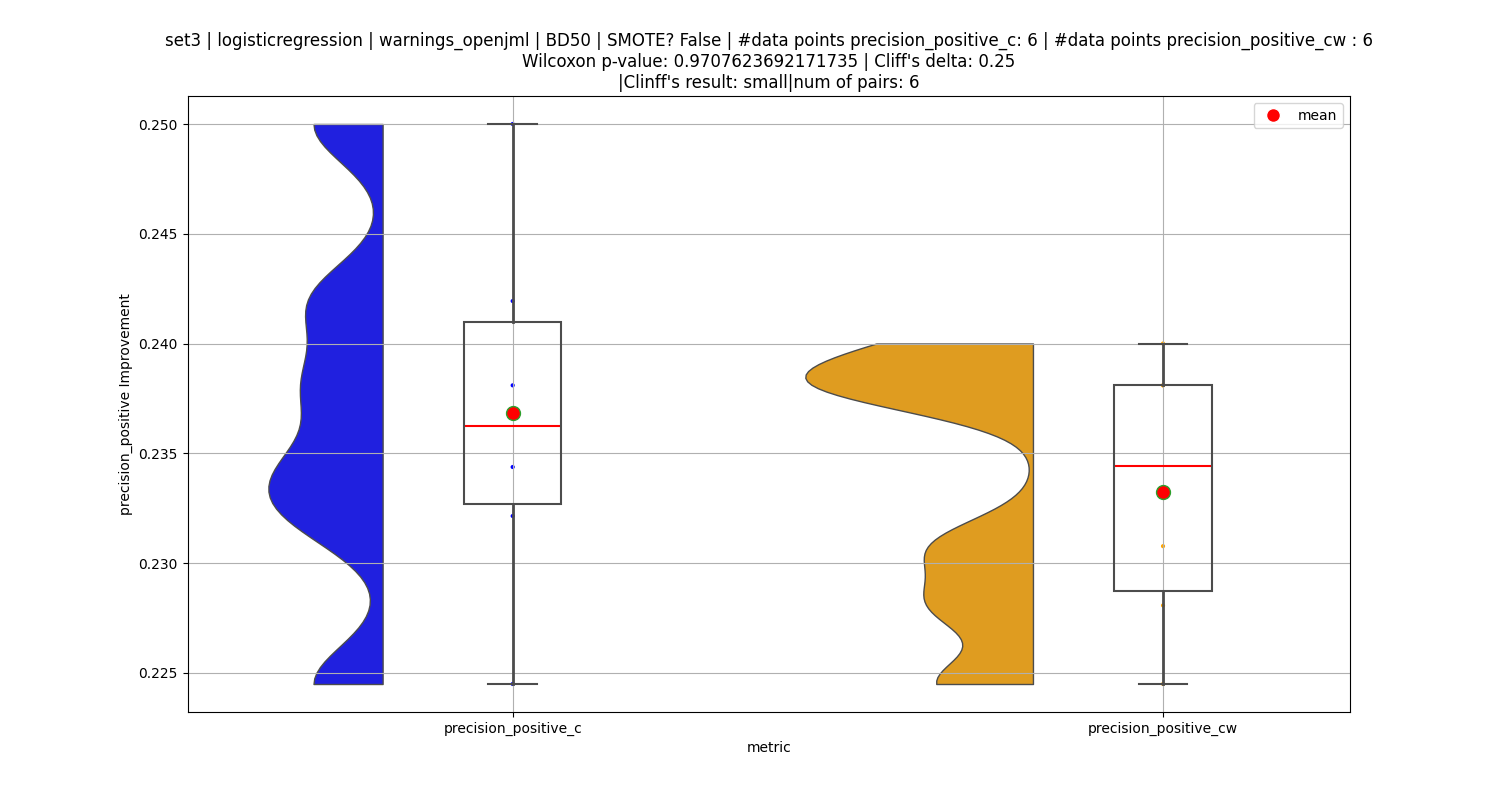 set3 | logisticregression | warnings_openjml | BD50 | SMOTE? False | #data points precision_positive_c: 6 | #data points precision_positive_cw : 6
Wilcoxon p-value: 0.9707623692171735 | Cliff's delta: 0.25
|Clinff's result: small|num of pairs: 6
mean
0.250
0.245
0.240
0.235
0.230
0.225
precision_positive Improvement
precision_positive_c
precision_positive_cw
metric